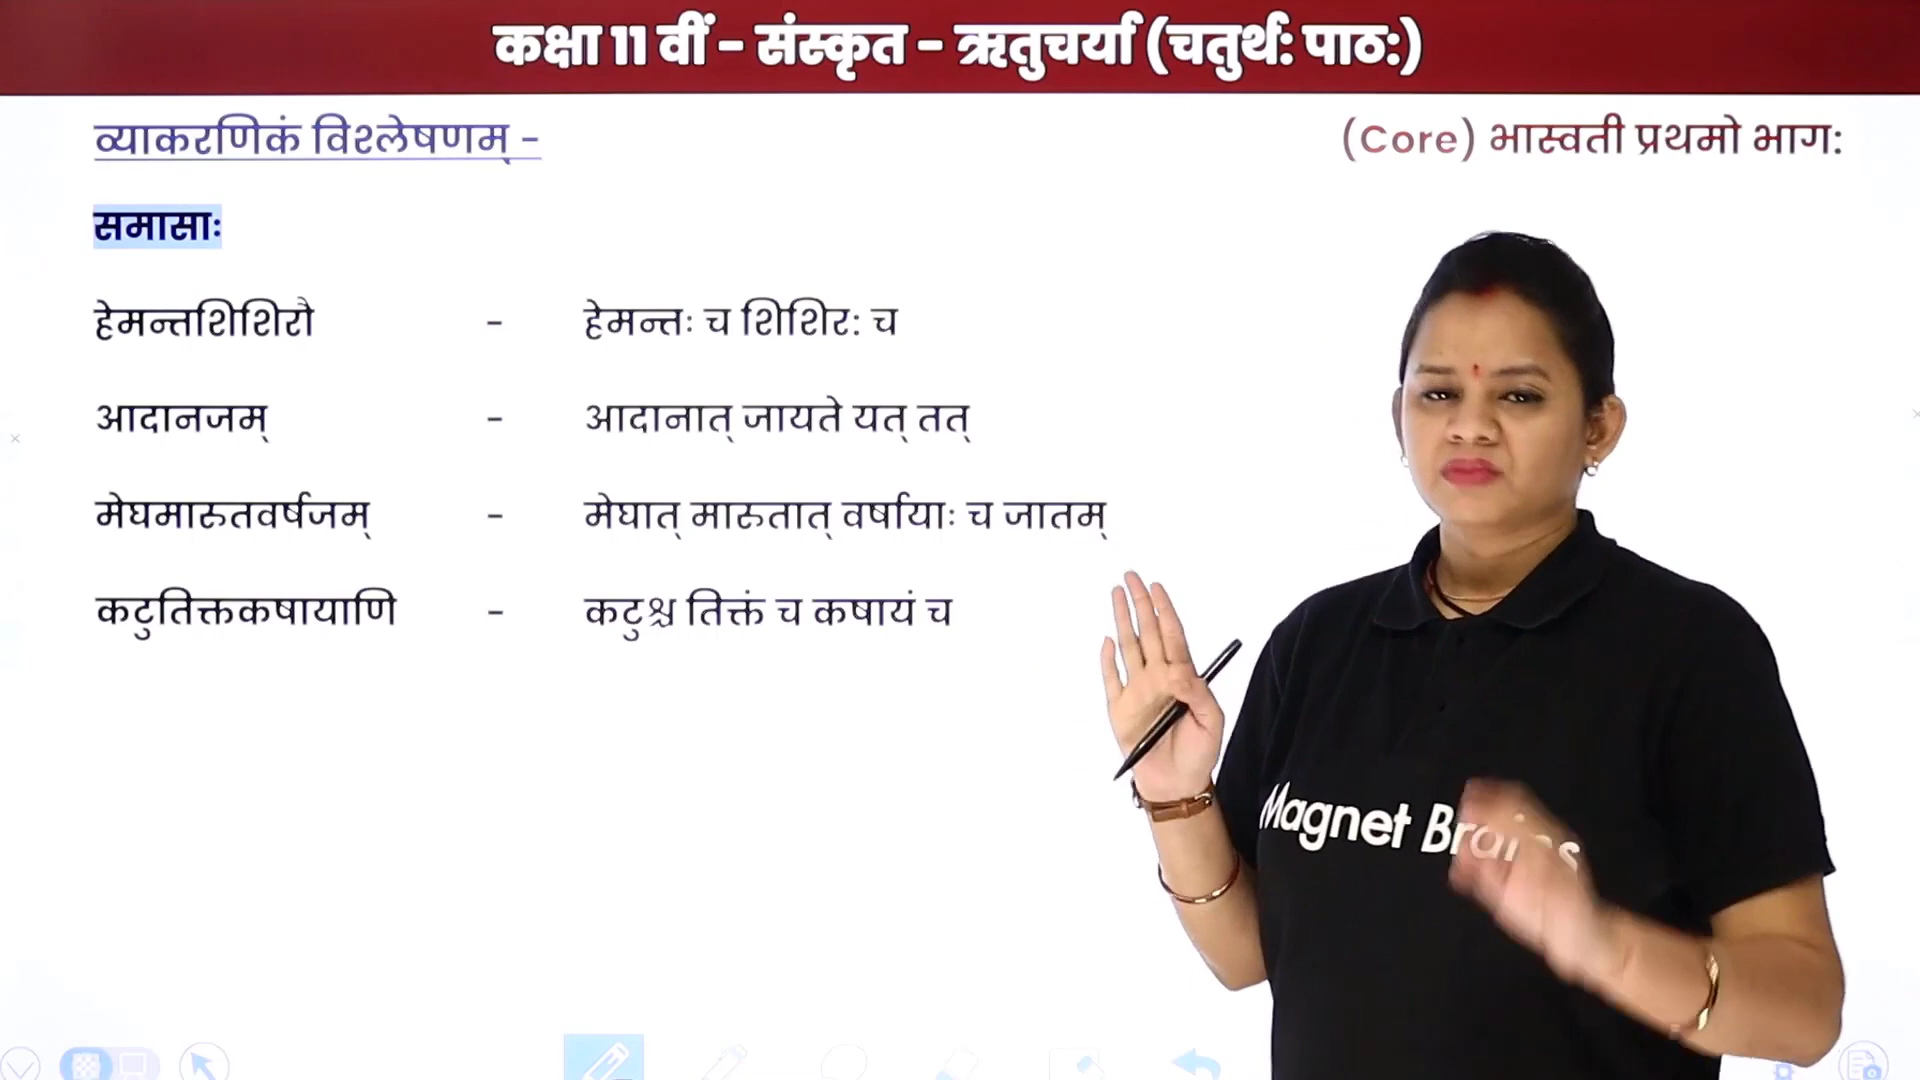 कक्षा 11 वीं - संस्कृत - ऋतुचर्या (चतुर्थ: पाठ:)
व्याकरणिकं विश्लेषणम् - (Core) भास्वती प्रथमो भाग:
समासाः
हेमन्तशिशिरौ - हेमन्तः च शिशिर: च
आदानजम् - आदानात् जायते यत् तत्
मेघमारुतवर्षजम् - मेघात् मारुतात् वर्षायाः च जातम्
कटुतिक्तकषायाणि - कटुश्च तिक्तं च कषायं च
Magnet Brains